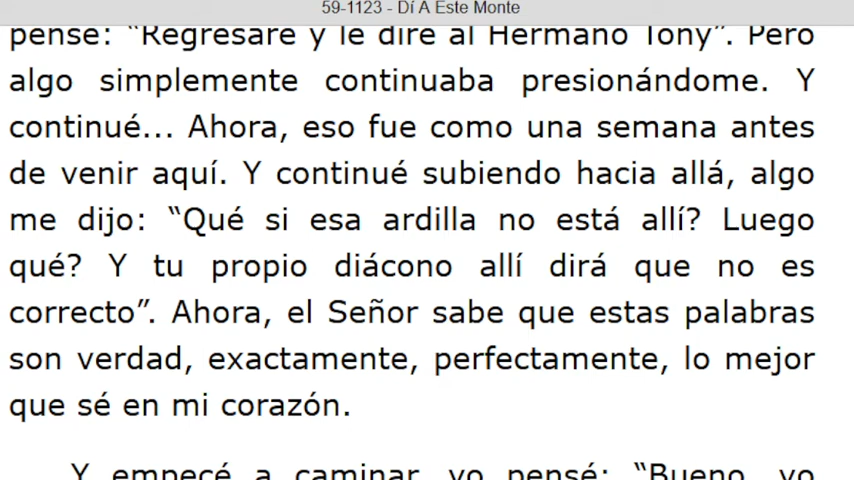 59-1123 - Dí A Este Monte
pensé: “Regresaré y le diré al Hermano Tony”. Pero
algo simplemente continuaba presionándome. Y
continué... Ahora, eso fue como una semana antes
de venir aquí. Y continué subiendo hacia allá, algo
me dijo: “Qué si esa ardilla no está allí? Luego
qué? Y tu propio diácono allí dirá que no es
correcto”. Ahora, el Señor sabe que estas palabras
son verdad, exactamente, perfectamente, lo mejor
que sé en mi corazón.
Y empecé a caminar, yo pensé: “Bueno, yo